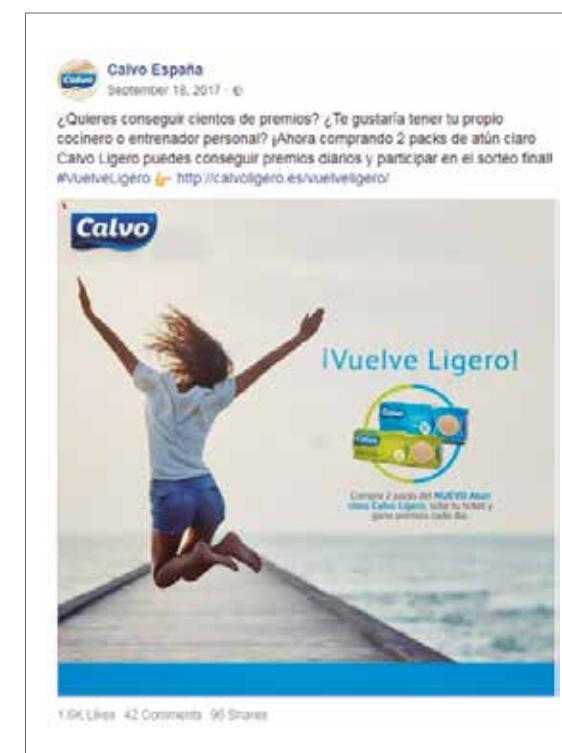 Calvo España
September 18, 2017
¿Quieres conseguir cientos de premios? ¿Te gustaría tener tu propio
cocinero o entrenador personal? ¡Ahora comprando 2 packs de atún claro
Calvo Ligero puedes conseguir premios diarios y participar en el sorteo final!
#VuelveLigero http://calvoligero.es/vuelveligero/
Calvo
¡Vuelve Ligero!
Calvo
Calvo
Compra 2 packs del NUEVO Atún
claro Calvo Ligero, sube tu ticket y
gana premios cada día.
1.6K Likes 42 Comments 96 Shares